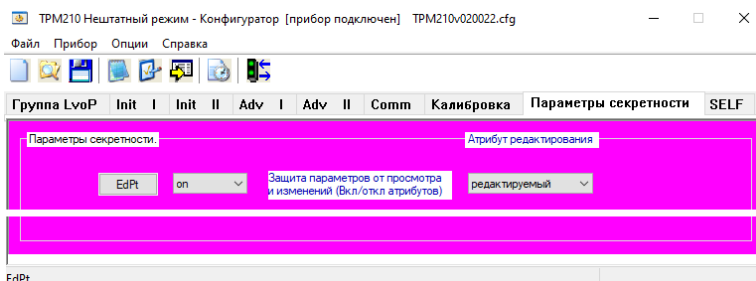 ТРМ210 Нештатный режим - Конфигуратор [прибор подключен] TPM210v020022.cfg
Файл Прибор Опции Справка
Группа LvoP Init I Init II Adv I Adv II Comm Калибровка Параметры секретности SELF
Параметры секретности. Атрибут редактирования
EdPt on Защита параметров от просмотра и изменений (Вкл/откл атрибутов) редактируемый
EdPt